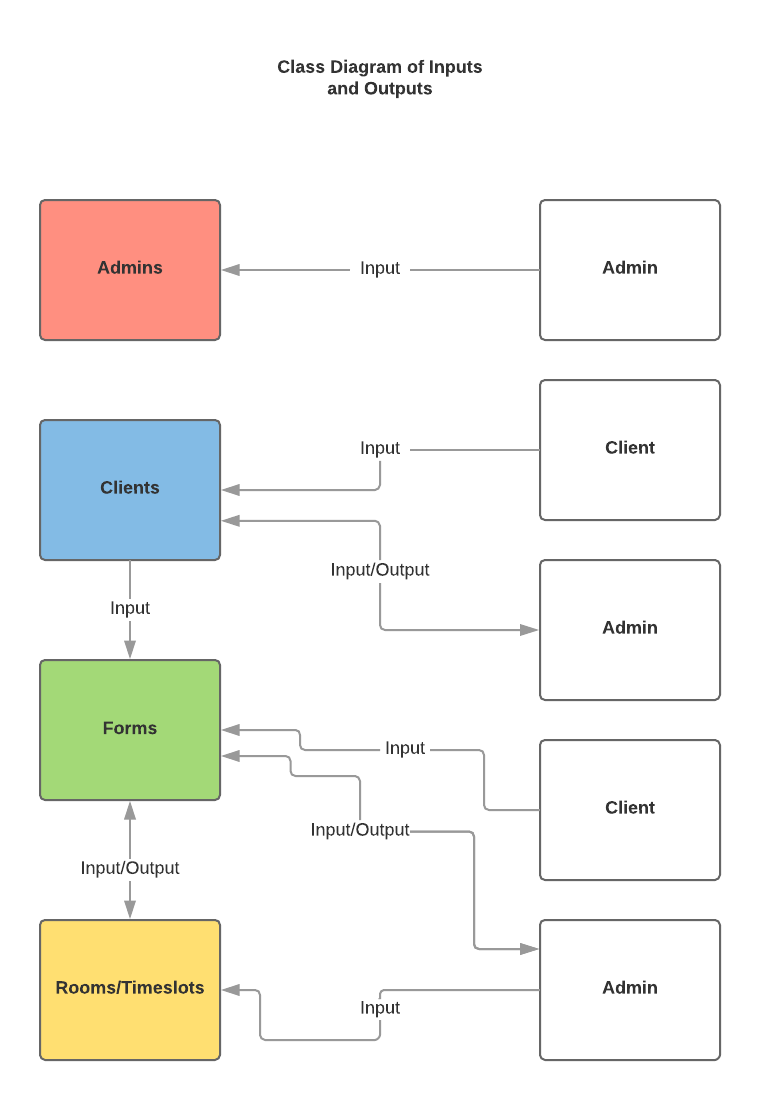 Class Diagram of Inputs
and Outputs
Admins
Input
Admin
Input
Client
Clients
Input/Output
Input
Admin
Forms
Input
Client
Input/Output
Input/Output
Rooms/Timeslots
Input
Admin